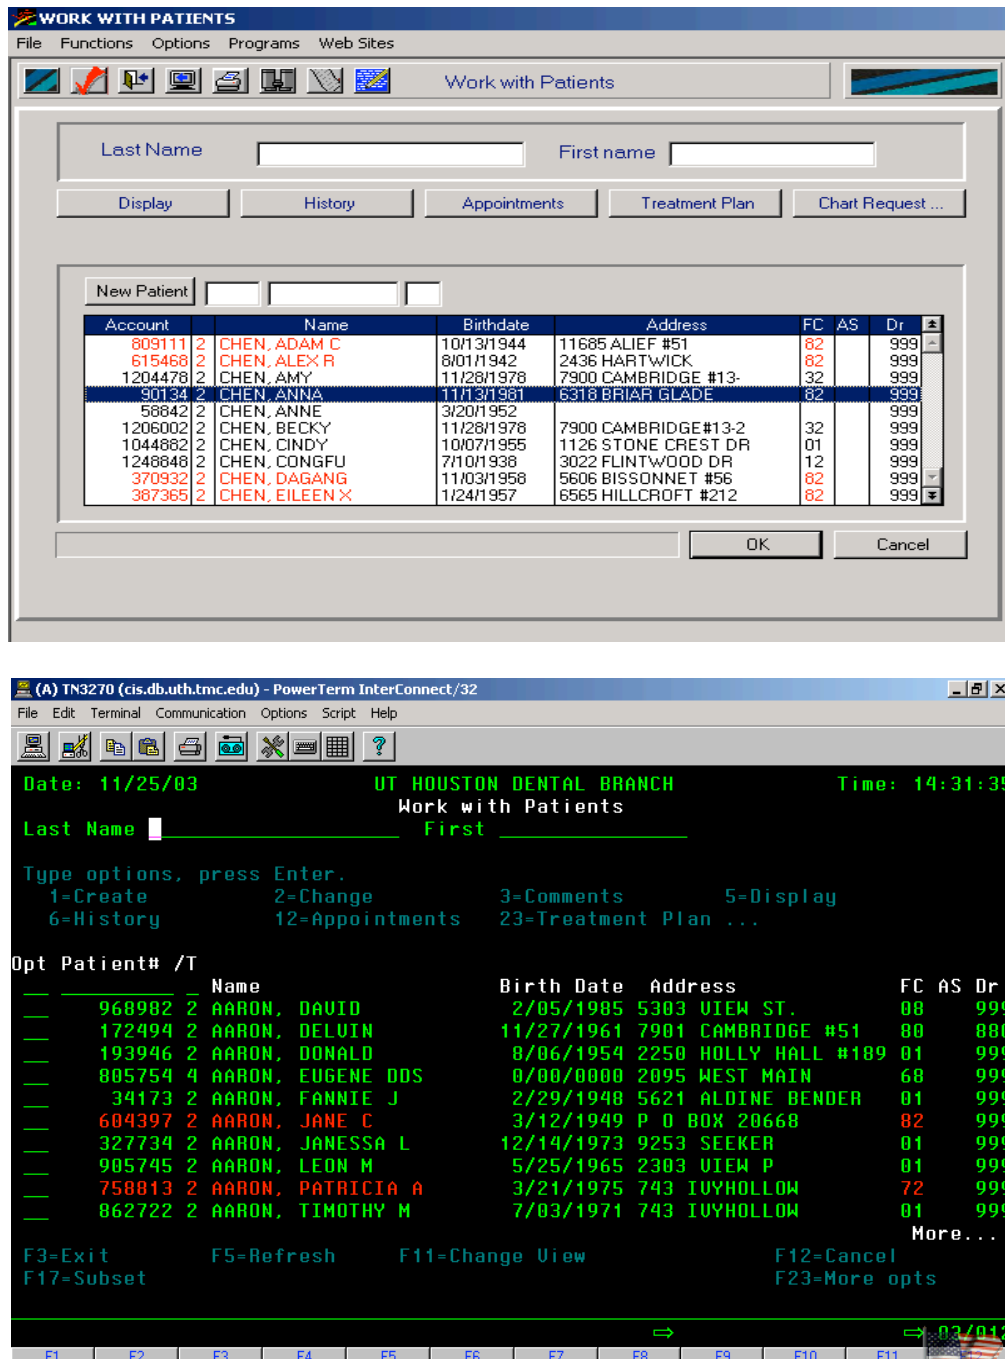 WORK WITH PATIENTS
File Functions Options Programs Web Sites
Work with Patients
Last Name First name
Display History Appointments Treatment Plan Chart Request ...
New Patient
Account Name Birthdate Address FC AS Dr
809111 2 CHEN, ADAM C 10/13/1944 11685 ALIEF #51 82 999
615468 2 CHEN, ALEX R 8/01/1942 2436 HARTWICK 82 999
1204478 2 CHEN, AMY 11/28/1978 7900 CAMBRIDGE #13- 32 999
90134 2 CHEN, ANNA 11/13/1981 6318 BRIAR GLADE 82 999
58842 2 CHEN, ANNE 3/20/1952 999
1206002 2 CHEN, BECKY 11/28/1978 7900 CAMBRIDGE#13-2 32 999
1044882 2 CHEN, CINDY 10/07/1955 1126 STONE CREST DR 01 999
1248848 2 CHEN, CONGFU 7/10/1938 3022 FLINTWOOD DR 12 999
370932 2 CHEN, DAGANG 11/03/1958 5606 BISSONNET #56 82 999
387365 2 CHEN, EILEEN X 1/24/1957 6565 HILLCROFT #212 82 999
OK Cancel
(A) TN3270 (cis.db.uth.tmc.edu) - PowerTerm InterConnect/32
File Edit Terminal Communication Options Script Help
Date: 11/25/03 UT HOUSTON DENTAL BRANCH Time: 14:31:35
Work with Patients
Last Name First
Type options, press Enter.
1=Create 2=Change 3=Comments 5=Display
6=History 12=Appointments 23=Treatment Plan ...
Opt Patient# /T
Name Birth Date Address FC AS Dr
968982 2 AARON, DAVID 2/05/1985 5303 VIEW ST. 08 999
172494 2 AARON, DELVIN 11/27/1961 7901 CAMBRIDGE #51 80 880
193946 2 AARON, DONALD 8/06/1954 2250 HOLLY HALL #189 01 999
805754 4 AARON, EUGENE DDS 0/00/0000 2095 WEST MAIN 68 999
34173 2 AARON, FANNIE J 2/29/1948 5621 ALDINE BENDER 01 999
604397 2 AARON, JANE C 3/12/1949 P O BOX 20668 82 999
327734 2 AARON, JANESSA L 12/14/1973 9253 SEEKER 01 999
905745 2 AARON, LEON M 5/25/1965 2303 VIEW P 01 999
758813 2 AARON, PATRICIA A 3/21/1975 743 IVYHOLLOW 72 999
862722 2 AARON, TIMOTHY M 7/03/1971 743 IVYHOLLOW 01 999
More...
F3=Exit F5=Refresh F11=Change View F12=Cancel
F17=Subset F23=More opts
03/012
F1 F2 F3 F4 F5 F6 F7 F8 F9 F10 F11